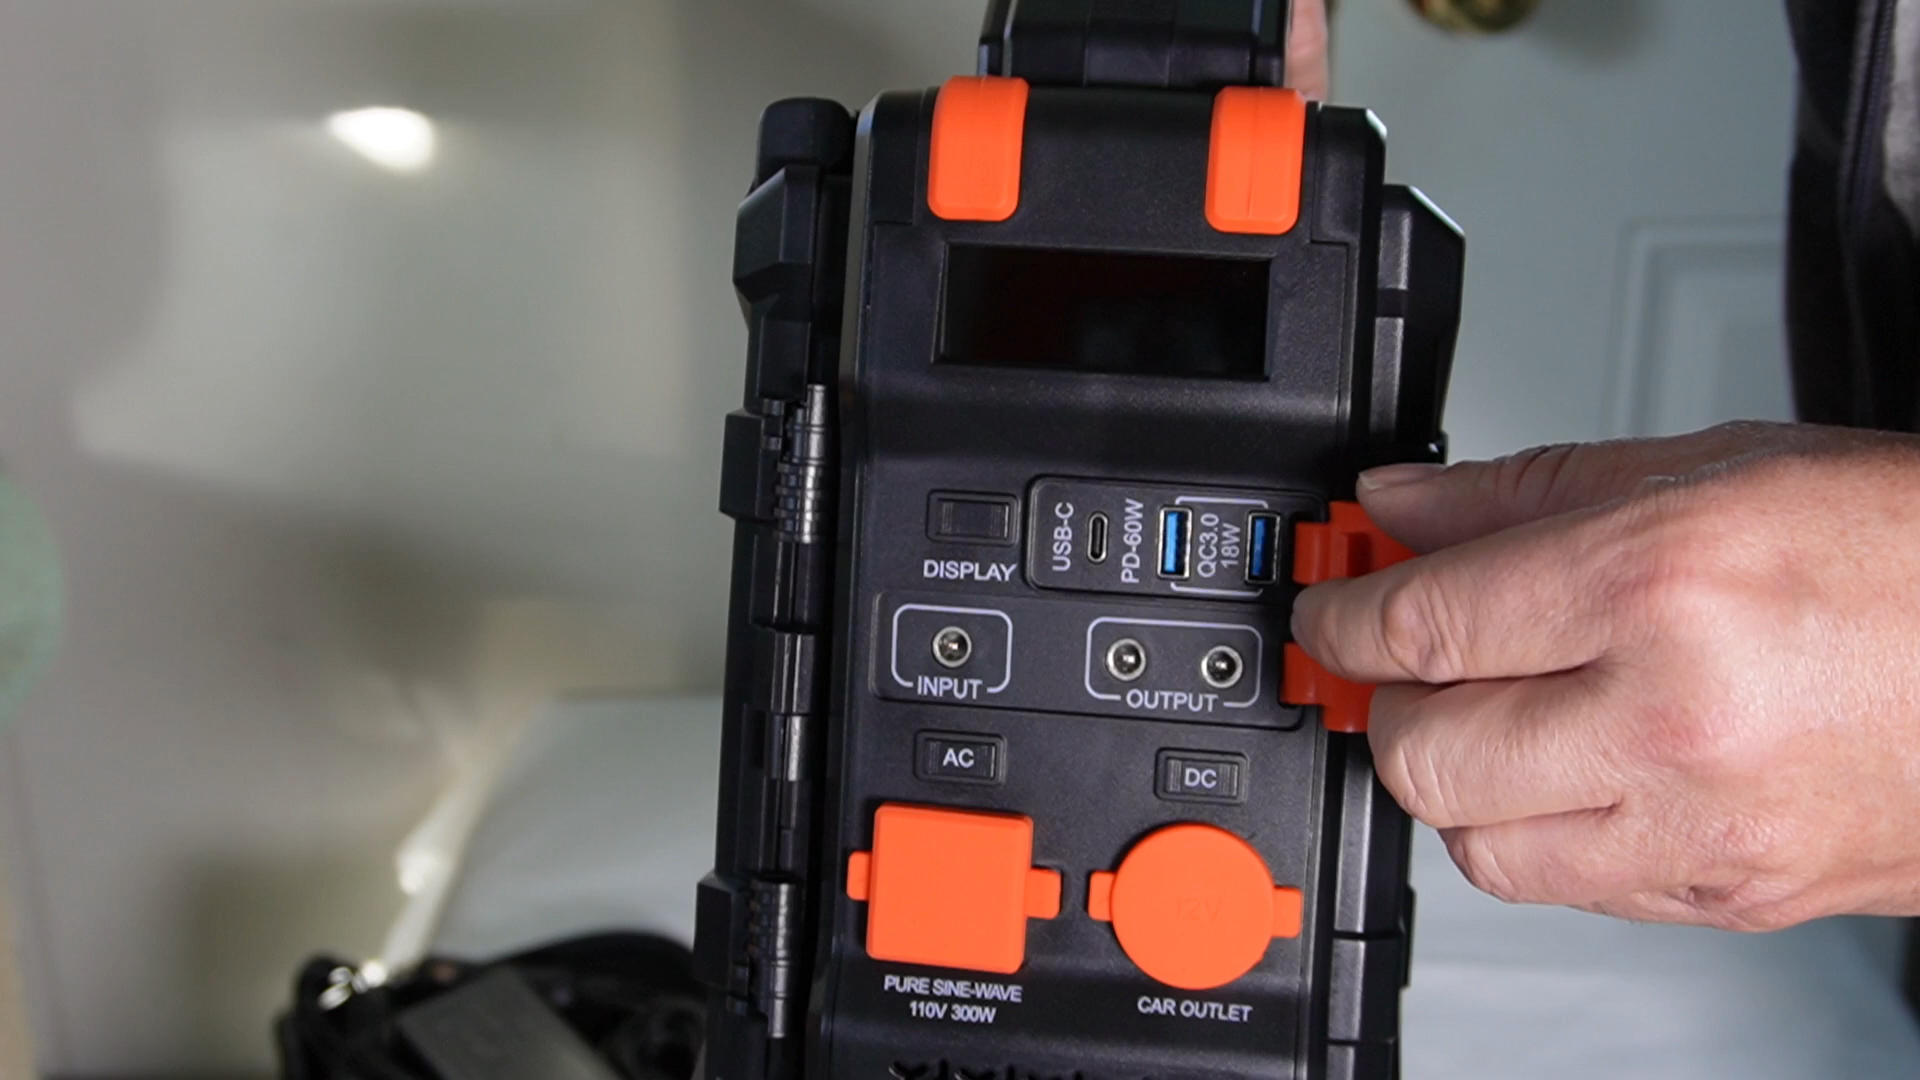 DISPLAY
USB-C
PD-60W
QC3.0
18W
INPUT
OUTPUT
AC
DC
12V
PURE SINE-WAVE
110V 300W
CAR OUTLET